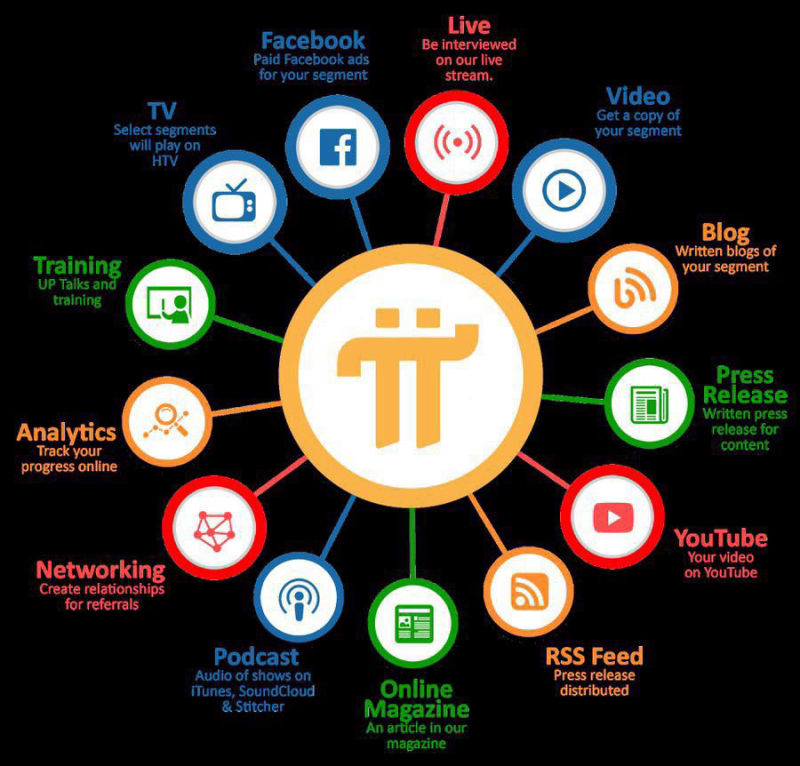 Live
Be interviewed
on our live
stream.
Video
Get a copy of
your segment
Blog
Written blogs of
your segment
Press
Release
Written press
release for
content
YouTube
Your video
on YouTube
RSS Feed
Press release
distributed
Online
Magazine
An article in our
magazine
Podcast
Audio of shows on
iTunes, SoundCloud
& Stitcher
Networking
Create relationships
for referrals
Analytics
Track your
progress online
Training
UP Talks and
training
TV
Select segments
will play on
HTV
Facebook
Paid Facebook ads
for your segment